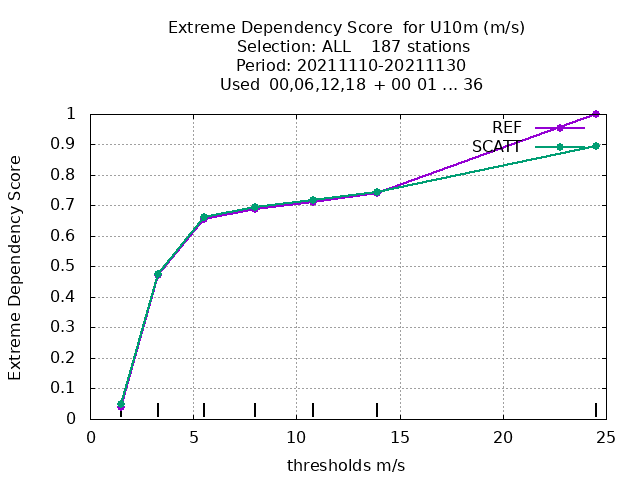 Extreme Dependency Score  for U10m (m/s)
Selection: ALL    187 stations
Period: 20211110-20211130
Used  00,06,12,18  + 00 01 ... 36
REF
SCATT
Extreme Dependency Score
1
0.9
0.8
0.7
0.6
0.5
0.4
0.3
0.2
0.1
0
0 5 10 15 20 25
thresholds m/s